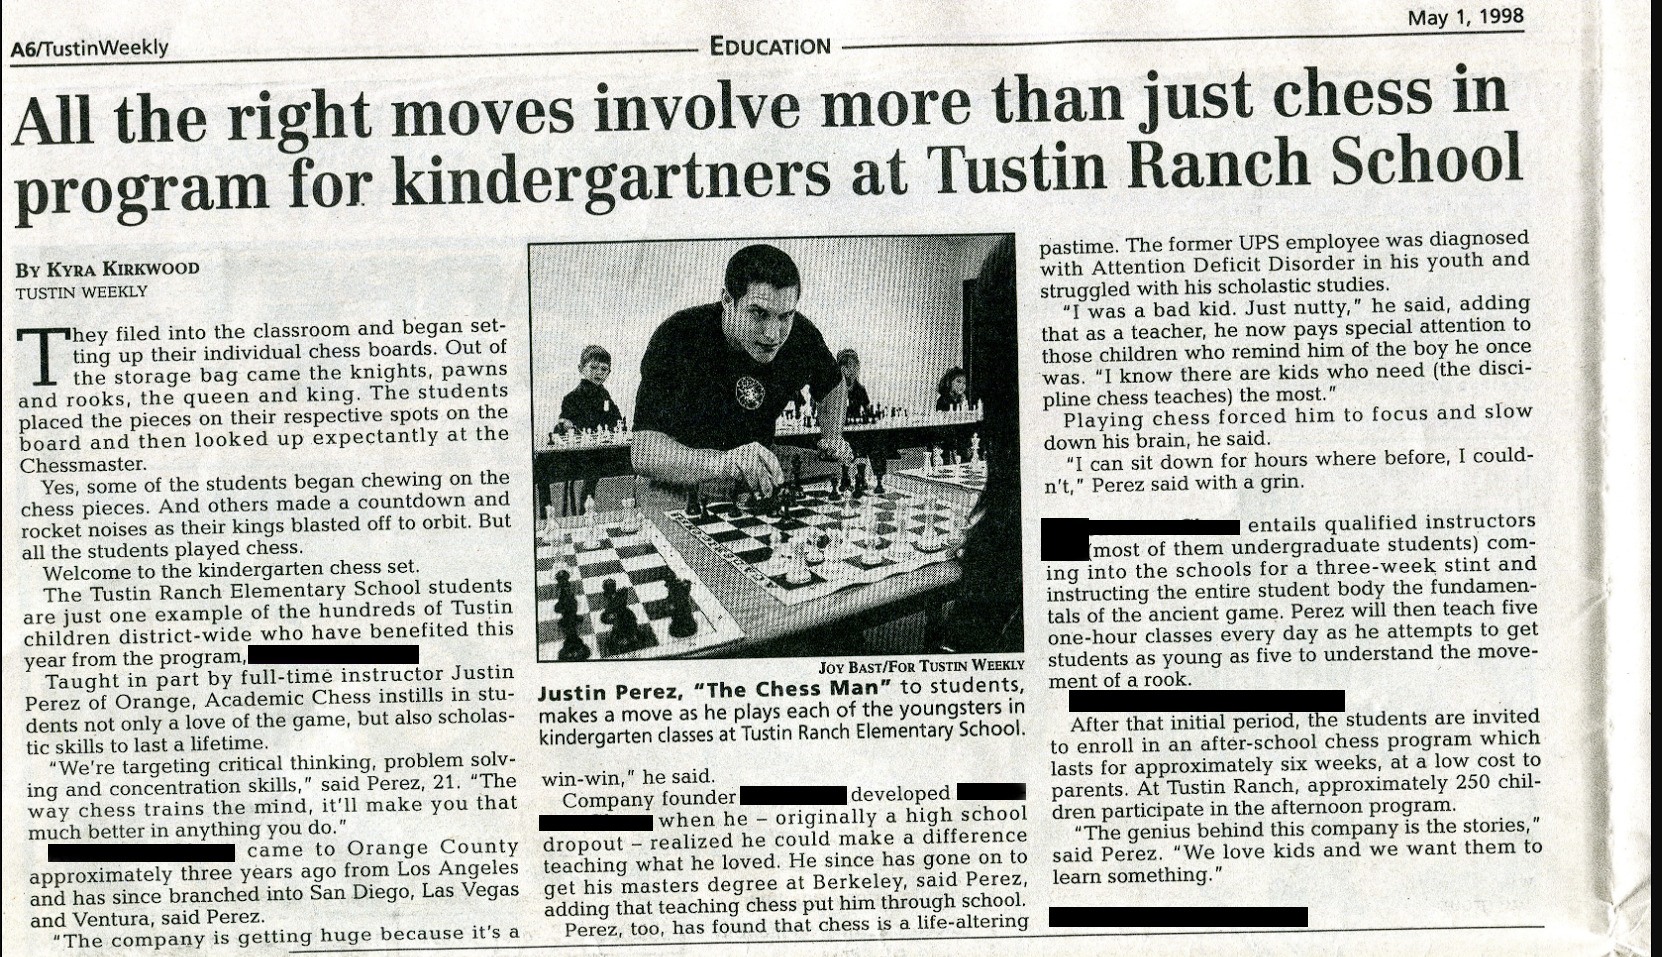 May 1, 1998
A6/TustinWeekly
EDUCATION
All the right moves involve more than just chess in
program for kindergartners at Tustin Ranch School
BY KYRA KIRKWOOD
TUSTIN WEEKLY
They filed into the classroom and began set-
ting up their individual chess boards. Out of
the storage bag came the knights, pawns
and rooks, the queen and king. The students
placed the pieces on their respective spots on the
board and then looked up expectantly at the
Chessmaster.
Yes, some of the students began chewing on the
chess pieces. And others made a countdown and
rocket noises as their kings blasted off to orbit. But
all the students played chess.
Welcome to the kindergarten chess set.
The Tustin Ranch Elementary School students
are just one example of the hundreds of Tustin
children district-wide who have benefited this
year from the program,
Taught in part by full-time instructor Justin
Perez of Orange, Academic Chess instills in stu-
dents not only a love of the game, but also scholas-
tic skills to last a lifetime.
"We're targeting critical thinking, problem solv-
ing and concentration skills," said Perez, 21. "The
way chess trains the mind, it'll make you that
much better in anything you do."
came to Orange County
approximately three years ago from Los Angeles
and has since branched into San Diego, Las Vegas
and Ventura, said Perez.
"The company is getting huge because it's a
JOY BAST/FOR TUSTIN WEEKLY
Justin Perez, "The Chess Man" to students,
makes a move as he plays each of the youngsters in
kindergarten classes at Tustin Ranch Elementary School.
win-win," he said.
Company founder developed
when he – originally a high school
dropout – realized he could make a difference
teaching what he loved. He since has gone on to
get his masters degree at Berkeley, said Perez,
adding that teaching chess put him through school.
Perez, too, has found that chess is a life-altering
pastime. The former UPS employee was diagnosed
with Attention Deficit Disorder in his youth and
struggled with his scholastic studies.
"I was a bad kid. Just nutty," he said, adding
that as a teacher, he now pays special attention to
those children who remind him of the boy he once
was. "I know there are kids who need (the disci-
pline chess teaches) the most."
Playing chess forced him to focus and slow
down his brain, he said.
"I can sit down for hours where before, I could-
n't," Perez said with a grin.
entails qualified instructors
(most of them undergraduate students) com-
ing into the schools for a three-week stint and
instructing the entire student body the fundamen-
tals of the ancient game. Perez will then teach five
one-hour classes every day as he attempts to get
students as young as five to understand the move-
ment of a rook.
After that initial period, the students are invited
to enroll in an after-school chess program which
lasts for approximately six weeks, at a low cost to
parents. At Tustin Ranch, approximately 250 chil-
dren participate in the afternoon program.
"The genius behind this company is the stories,"
said Perez. "We love kids and we want them to
learn something."